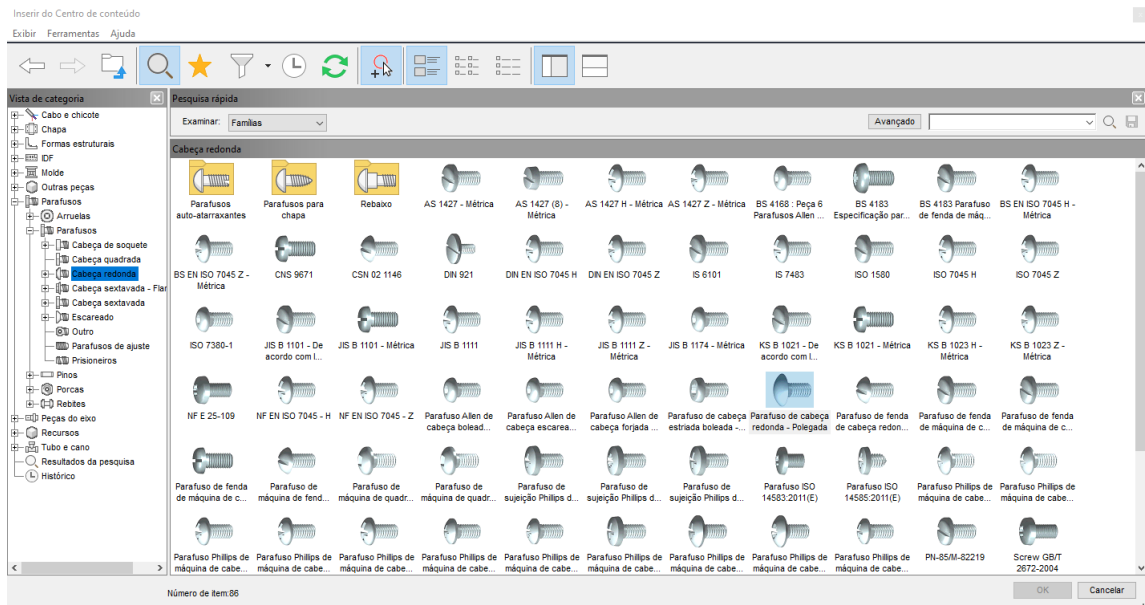 Inserir do Centro de conteúdo
Exibir Ferramentas Ajuda
Vista de categoria
Cabo e chicote
Chapa
Formas estruturais
IDF
Molde
Outras peças
Parafusos
Arruelas
Parafusos
Cabeça de soquete
Cabeça quadrada
Cabeça redonda
Cabeça sextavada - Flar
Cabeça sextavada
Escareado
Outro
Parafusos de ajuste
Prisioneiros
Pinos
Porcas
Rebites
Peças do eixo
Recursos
Tubo e cano
Resultados da pesquisa
Histórico
Pesquisa rápida
Examinar: Famílias
Avançado
Cabeça redonda
Parafusos auto-atarraxantes
Parafusos para chapa
Rebaixo
AS 1427 - Métrica
AS 1427 (8) - Métrica
AS 1427 H - Métrica
AS 1427 Z - Métrica
BS 4168 : Peça 6 Parafusos Allen ...
BS 4183 Especificação par...
BS 4183 Parafuso de fenda de máq...
BS EN ISO 7045 H - Métrica
BS EN ISO 7045 Z - Métrica
CNS 9671
CSN 02 1146
DIN 921
DIN EN ISO 7045 H
DIN EN ISO 7045 Z
IS 6101
IS 7483
ISO 1580
ISO 7045 H
ISO 7045 Z
ISO 7380-1
JIS B 1101 - De acordo com l...
JIS B 1101 - Métrica
JIS B 1111
JIS B 1111 H - Métrica
JIS B 1111 Z - Métrica
JIS B 1174 - Métrica
KS B 1021 - De acordo com l...
KS B 1021 - Métrica
KS B 1023 H - Métrica
KS B 1023 Z - Métrica
NF E 25-109
NF EN ISO 7045 - H
NF EN ISO 7045 - Z
Parafuso Allen de cabeça bolead...
Parafuso Allen de cabeça escarea...
Parafuso Allen de cabeça forjada ...
Parafuso de cabeça estriada boleada -...
Parafuso de cabeça redonda - Polegada
Parafuso de fenda de cabeça redon...
Parafuso de fenda de máquina de c...
Parafuso de fenda de máquina de c...
Parafuso de fenda de máquina de c...
Parafuso de máquina de fend...
Parafuso de máquina de quadr...
Parafuso de máquina de quadr...
Parafuso de sujeição Phillips d...
Parafuso de sujeição Phillips d...
Parafuso de sujeição Phillips d...
Parafuso ISO 14583:2011(E)
Parafuso ISO 14585:2011(E)
Parafuso Phillips de máquina de cabe...
Parafuso Phillips de máquina de cabe...
Parafuso Phillips de máquina de cabe...
Parafuso Phillips de máquina de cabe...
Parafuso Phillips de máquina de cabe...
Parafuso Phillips de máquina de cabe...
Parafuso Phillips de máquina de cabe...
Parafuso Phillips de máquina de cabe...
Parafuso Phillips de máquina de cabe...
Parafuso Phillips de máquina de cabe...
Parafuso Phillips de máquina de cabe...
PN-85/M-82219
Screw GB/T 2672-2004
Número de item:86
OK
Cancelar